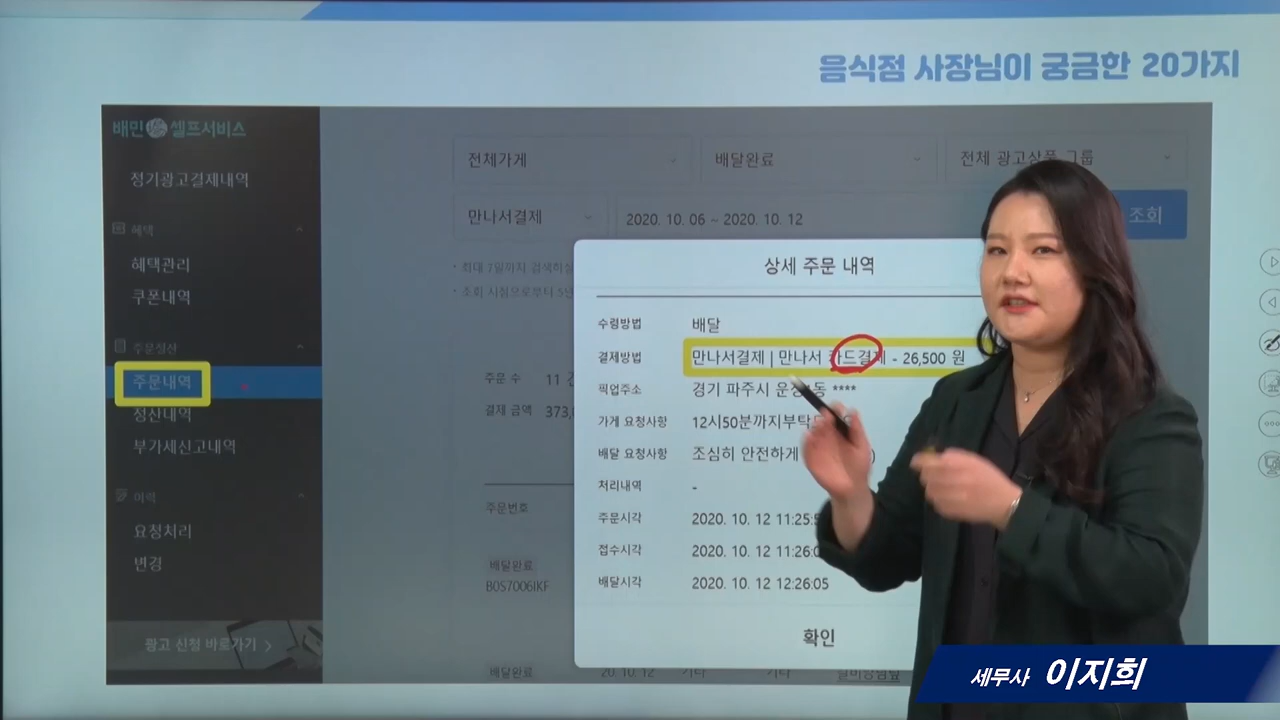 음식점 사장님이 궁금한 20가지
배민 셀프서비스
정기광고결제내역
혜택
혜택관리
쿠폰내역
주문정산
주문내역
정산내역
부가세신고내역
이력
요청처리
변경
광고 신청 바로가기 >
전체가게
배달완료
전체 광고상품 그룹
만나서결제
2020. 10. 06 ~ 2020. 10. 12
조회
주문 수 11
결제 금액 373,
주문번호
배달완료
B0S7006IKF
배달완료
20. 10. 12
기타
기타
상세 주문 내역
수령방법 배달
결제방법 만나서결제 | 만나서 카드결제 - 26,500 원
픽업주소 경기 파주시 운정 동 ****
가게 요청사항 12시50분까지부탁
배달 요청사항 조심히 안전하게
처리내역 -
주문시각 2020. 10. 12 11:25:5
접수시각 2020. 10. 12 11:26:0
배달시각 2020. 10. 12 12:26:05
확인
세무사 이지희